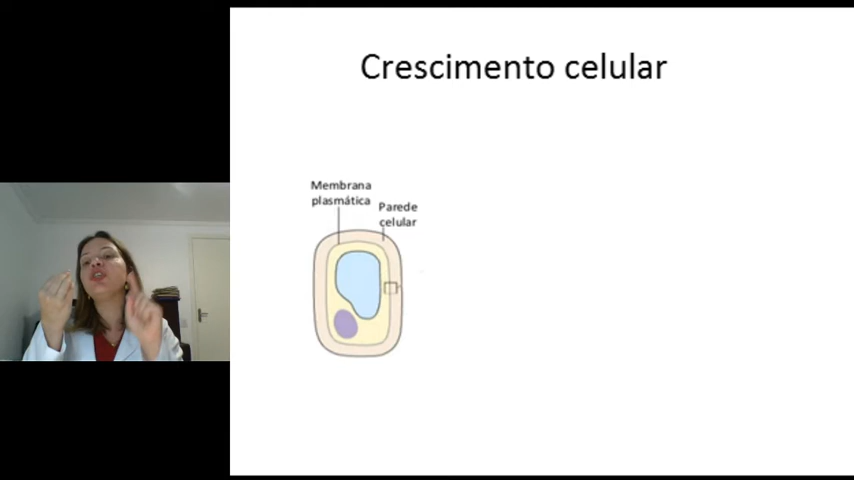 Crescimento celular
Membrana
plasmática
Parede
celular